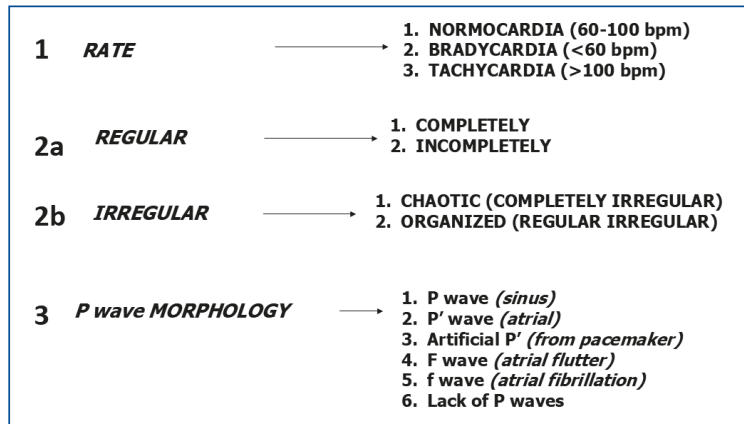 1 RATE
1. NORMOCARDIA (60-100 bpm)
2. BRADYCARDIA (<60 bpm)
3. TACHYCARDIA (>100 bpm)
2a REGULAR
1. COMPLETELY
2. INCOMPLETELY
2b IRREGULAR
1. CHAOTIC (COMPLETELY IRREGULAR)
2. ORGANIZED (REGULAR IRREGULAR)
3 P wave MORPHOLOGY
1. P wave (sinus)
2. P’ wave (atrial)
3. Artificial P’ (from pacemaker)
4. F wave (atrial flutter)
5. f wave (atrial fibrillation)
6. Lack of P waves